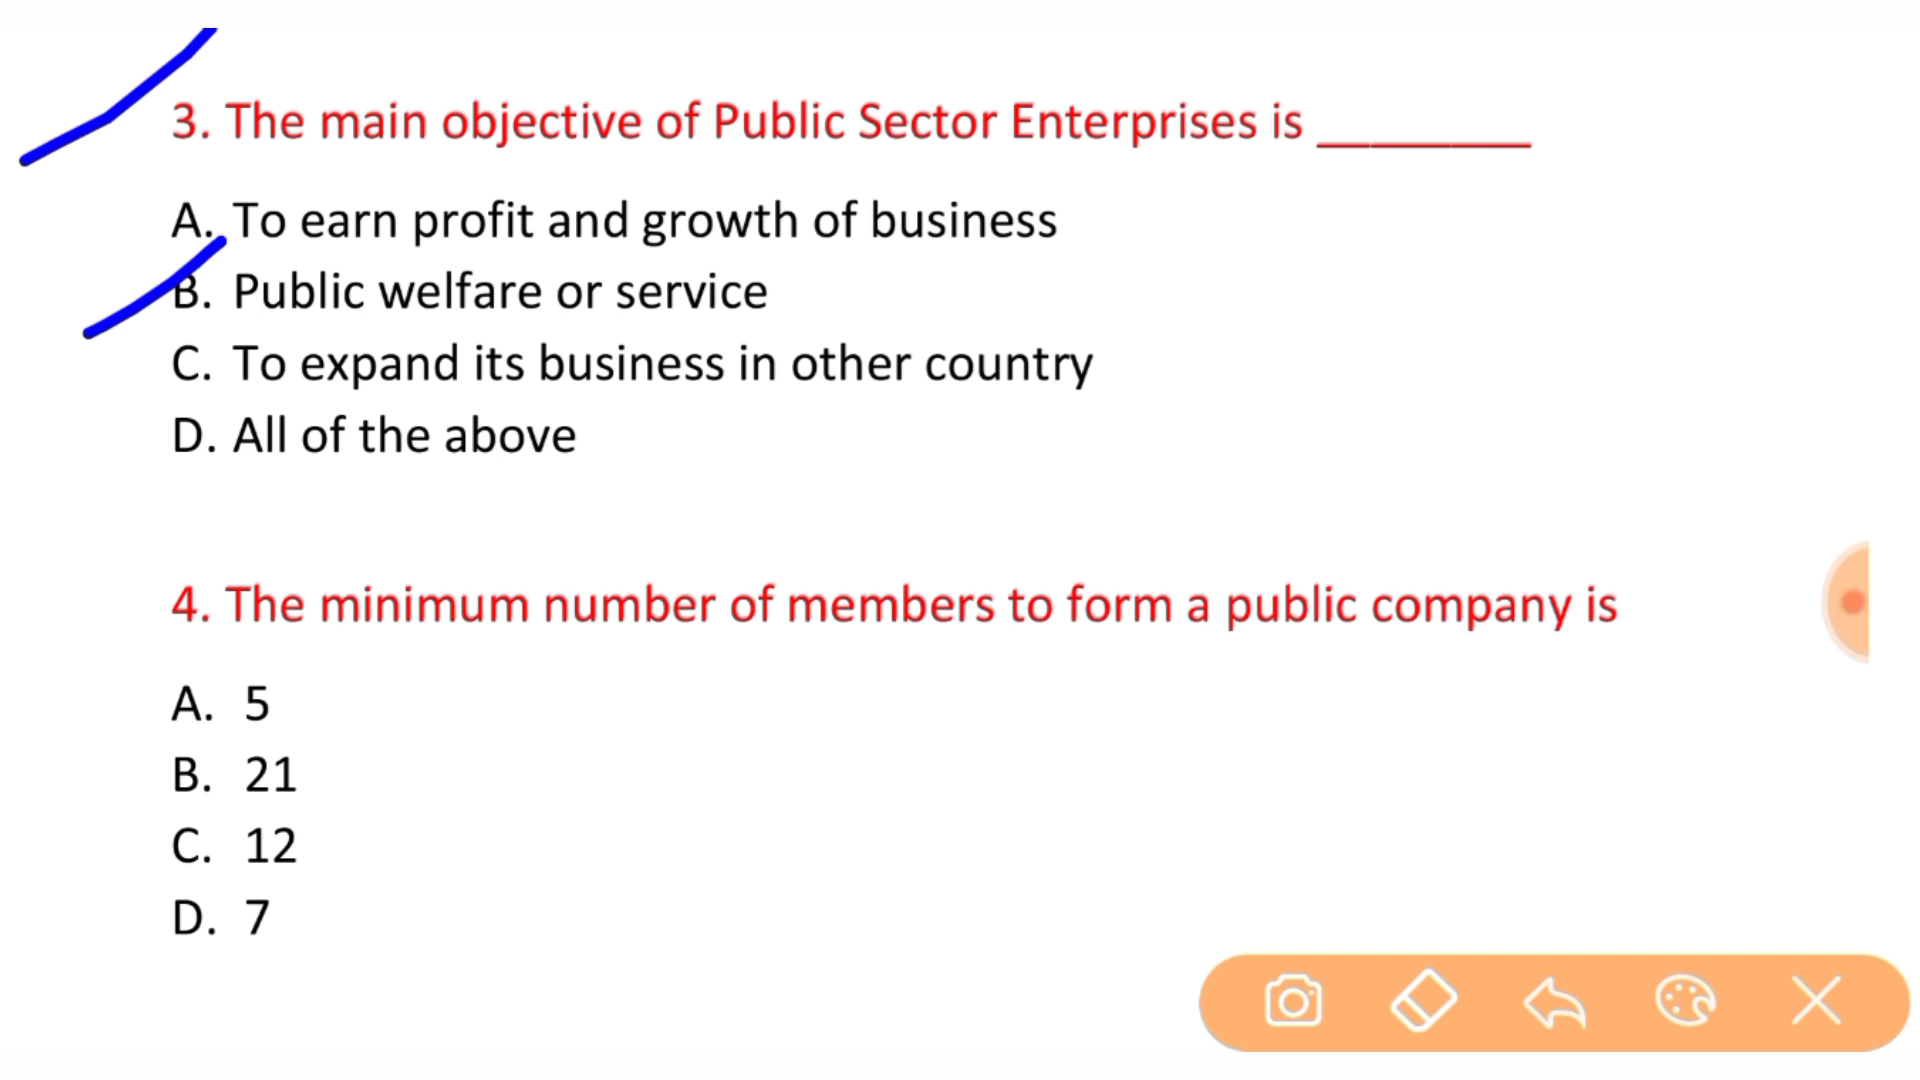 3. The main objective of Public Sector Enterprises is ________
A. To earn profit and growth of business
B. Public welfare or service
C. To expand its business in other country
D. All of the above
4. The minimum number of members to form a public company is
A. 5
B. 21
C. 12
D. 7